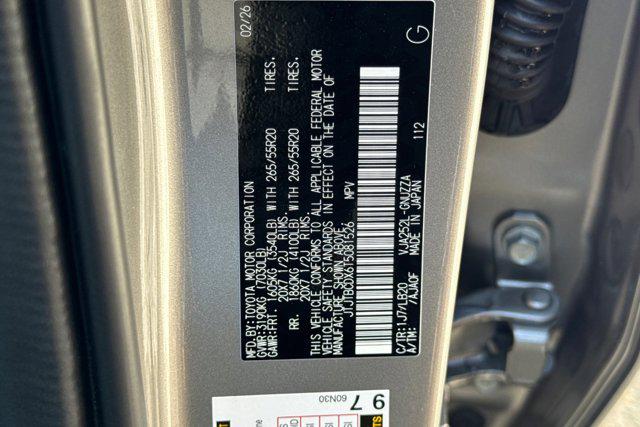 MFD.BY:TOYOTA MOTOR CORPORATION 02/26
GVWR:3190KG (7030LB)
GAWR:FRT. 1605KG (3540LB) WITH 265/55R20 TIRES.
20X7 1/2J RIMS.
RR. 1860KG (4100LB) WITH 265/55R20 TIRES.
20X7 1/2J RIMS.
THIS VEHICLE CONFORMS TO ALL APPLICABLE FEDERAL MOTOR
VEHICLE SAFETY STANDARDS IN EFFECT ON THE DATE OF
MANUFACTURE SHOWN ABOVE.
MPV
C/TR:1J7/LB20 VJA252L-GNUZZA
A/TM: 7AJA0F MADE IN JAPAN 112
G
9 7
60N30